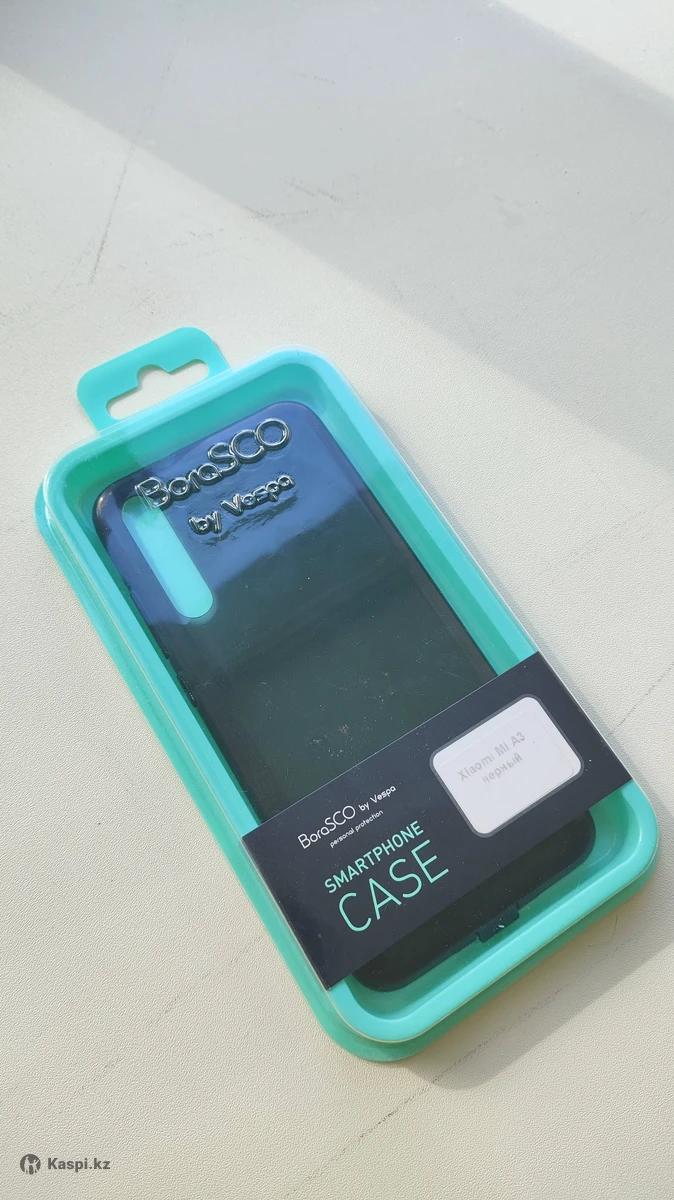 BoraSCO
by Vespa
Xiaomi Mi A3
черный
BoraSCO by Vespa
personal protection
SMARTPHONE
CASE
Kaspi.kz